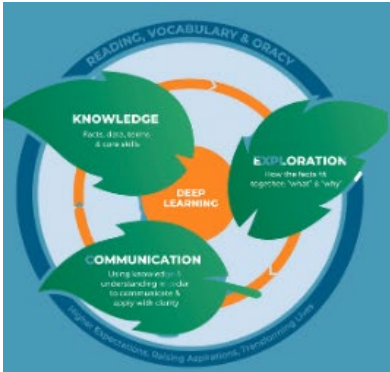 READING, VOCABULARY & ORACY
KNOWLEDGE
Facts, data, terms
& core skills
EXPLORATION
How the facts fit
together, "what" & "why"
DEEP
LEARNING
COMMUNICATION
Using knowledge &
understanding in order
to communicate &
apply with clarity
Higher Expectations, Raising Aspirations, Transforming Lives